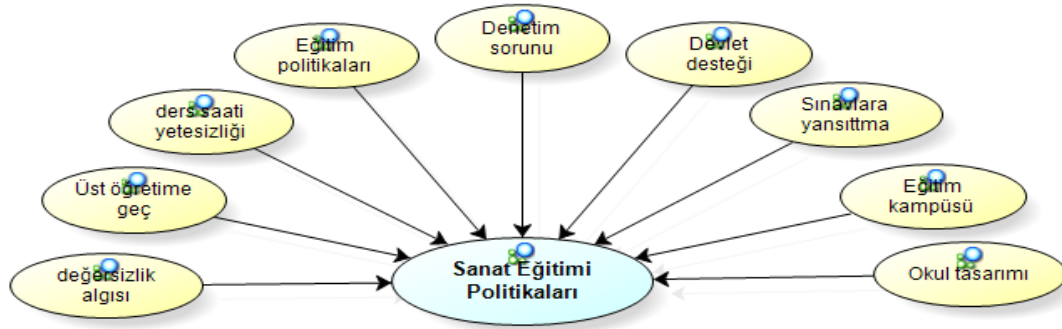 Denetim
sorunu
Eğitim
politikaları
Devlet
desteği
ders saati
yetesizliği
Sınavlara
yansıttma
Üst öğretime
geç
Eğitim
kampüsü
değersizlik
algısı
Sanat Eğitimi
Politikaları
Okul tasarımı